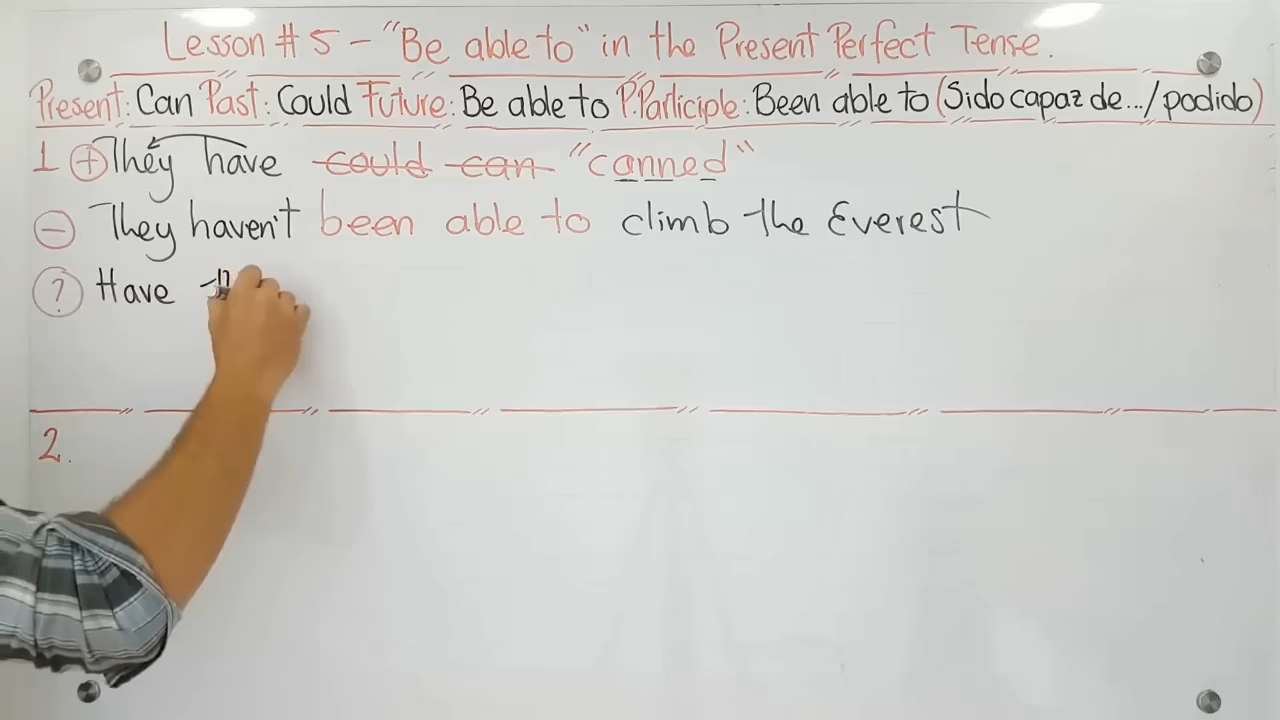 Lesson # 5 - "Be able to" in the Present Perfect Tense.
Present: Can Past: Could Future: Be able to P.Participle: Been able to (Sido capaz de.../podido)
1 + They have could can "canned"
- They haven't been able to climb the Everest
? Have
2.